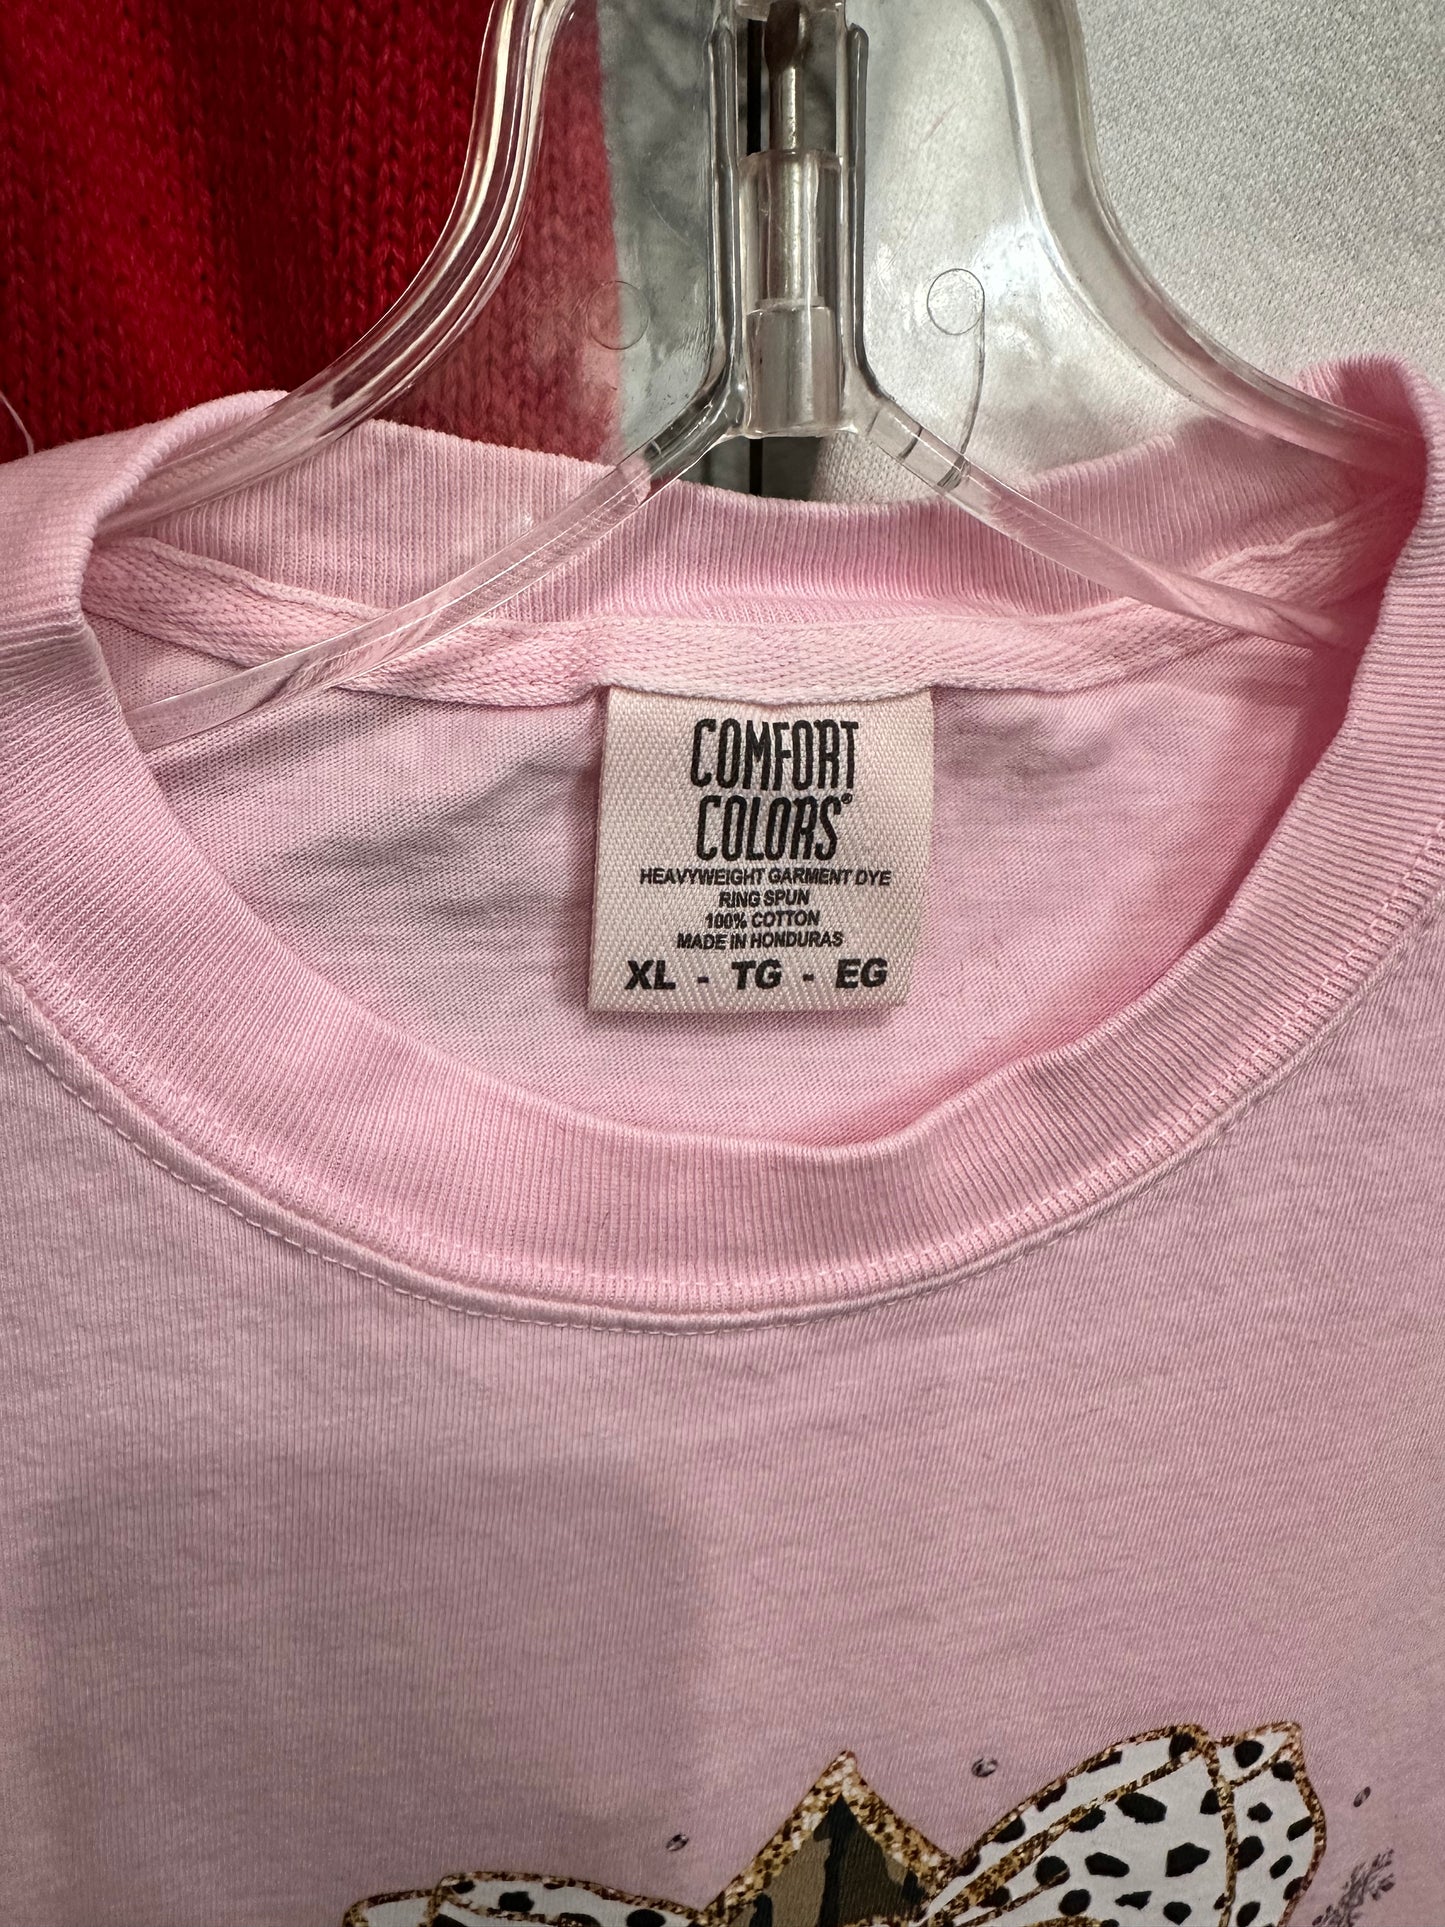 COMFORT
COLORS®
HEAVYWEIGHT GARMENT DYE
RING SPUN
100% COTTON
MADE IN HONDURAS
XL - TG - EG